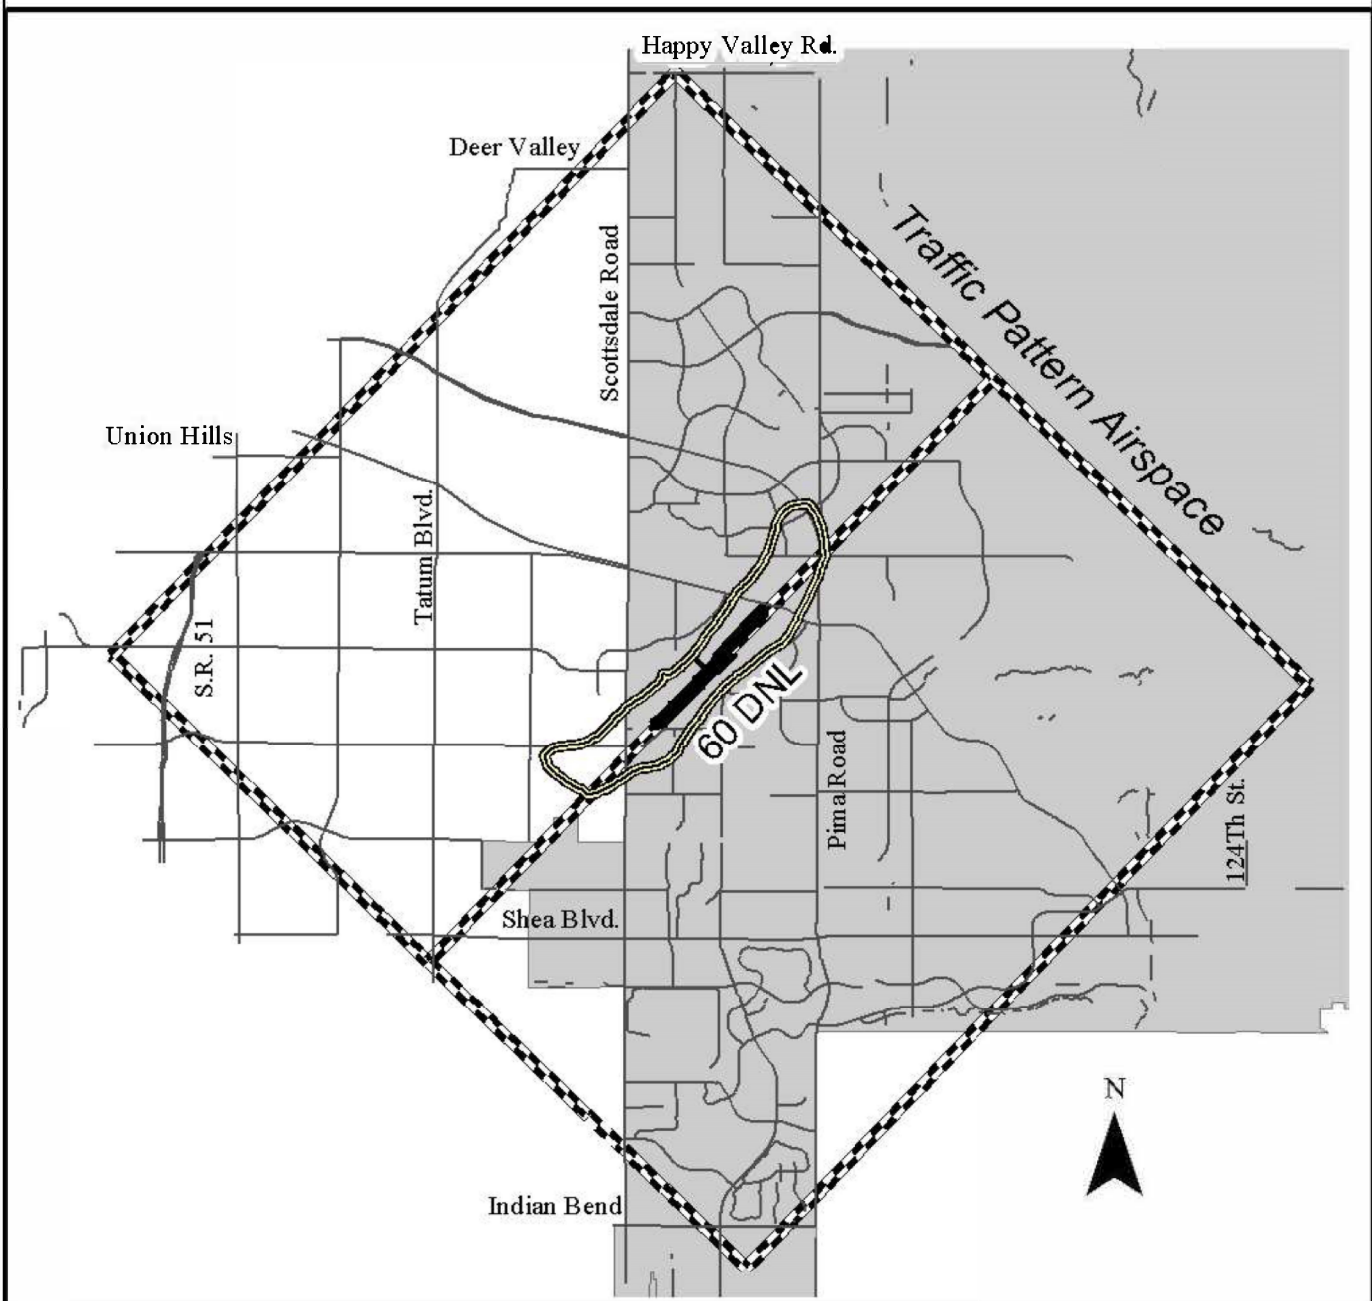 Happy Valley Rd.
Deer Valley
Scottsdale Road
Traffic Pattern Airspace
Union Hills
Tatum Blvd.
S.R. 51
60 DNL
Pima Road
124Th St.
Shea Blvd.
N
Indian Bend